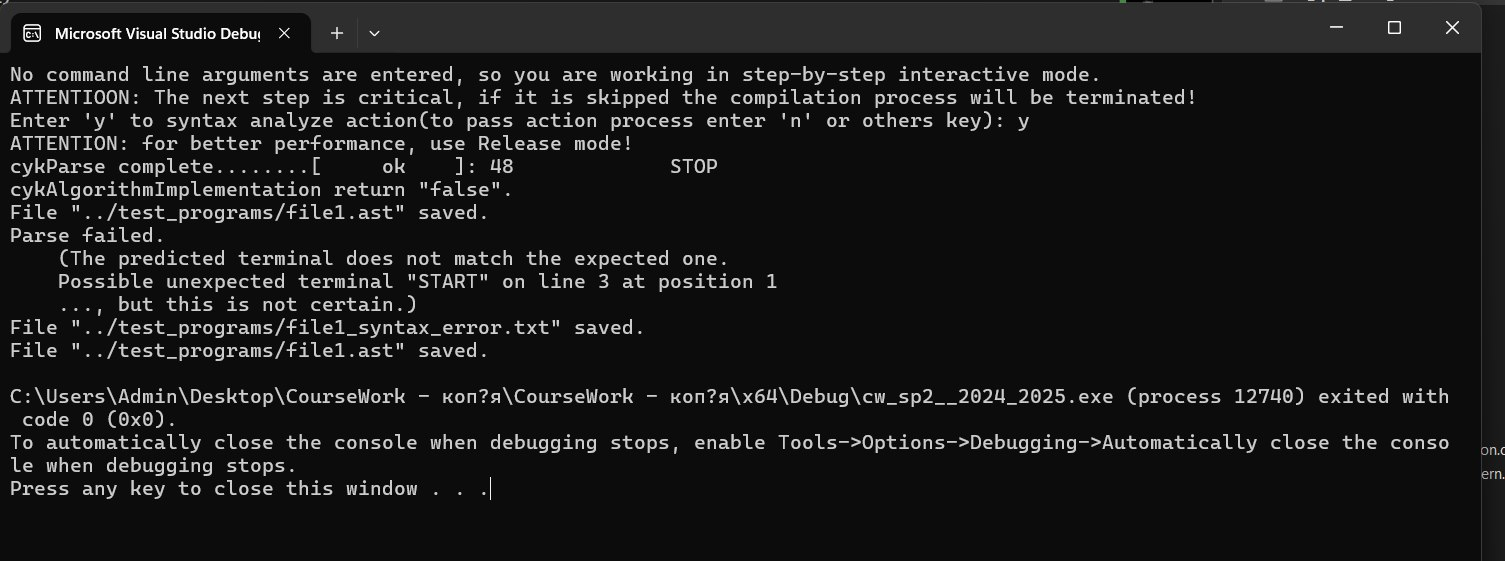 Microsoft Visual Studio Debug
No command line arguments are entered, so you are working in step-by-step interactive mode.
ATTENTIOON: The next step is critical, if it is skipped the compilation process will be terminated!
Enter 'y' to syntax analyze action(to pass action process enter 'n' or others key): y
ATTENTION: for better performance, use Release mode!
cykParse complete........[     ok    ]: 48             STOP
cykAlgorithmImplementation return "false".
File "../test_programs/file1.ast" saved.
Parse failed.
    (The predicted terminal does not match the expected one.
    Possible unexpected terminal "START" on line 3 at position 1
    ..., but this is not certain.)
File "../test_programs/file1_syntax_error.txt" saved.
File "../test_programs/file1.ast" saved.
C:\Users\Admin\Desktop\CourseWork - коп?я\CourseWork - коп?я\x64\Debug\cw_sp2__2024_2025.exe (process 12740) exited with
 code 0 (0x0).
To automatically close the console when debugging stops, enable Tools->Options->Debugging->Automatically close the conso
le when debugging stops.
Press any key to close this window . . .